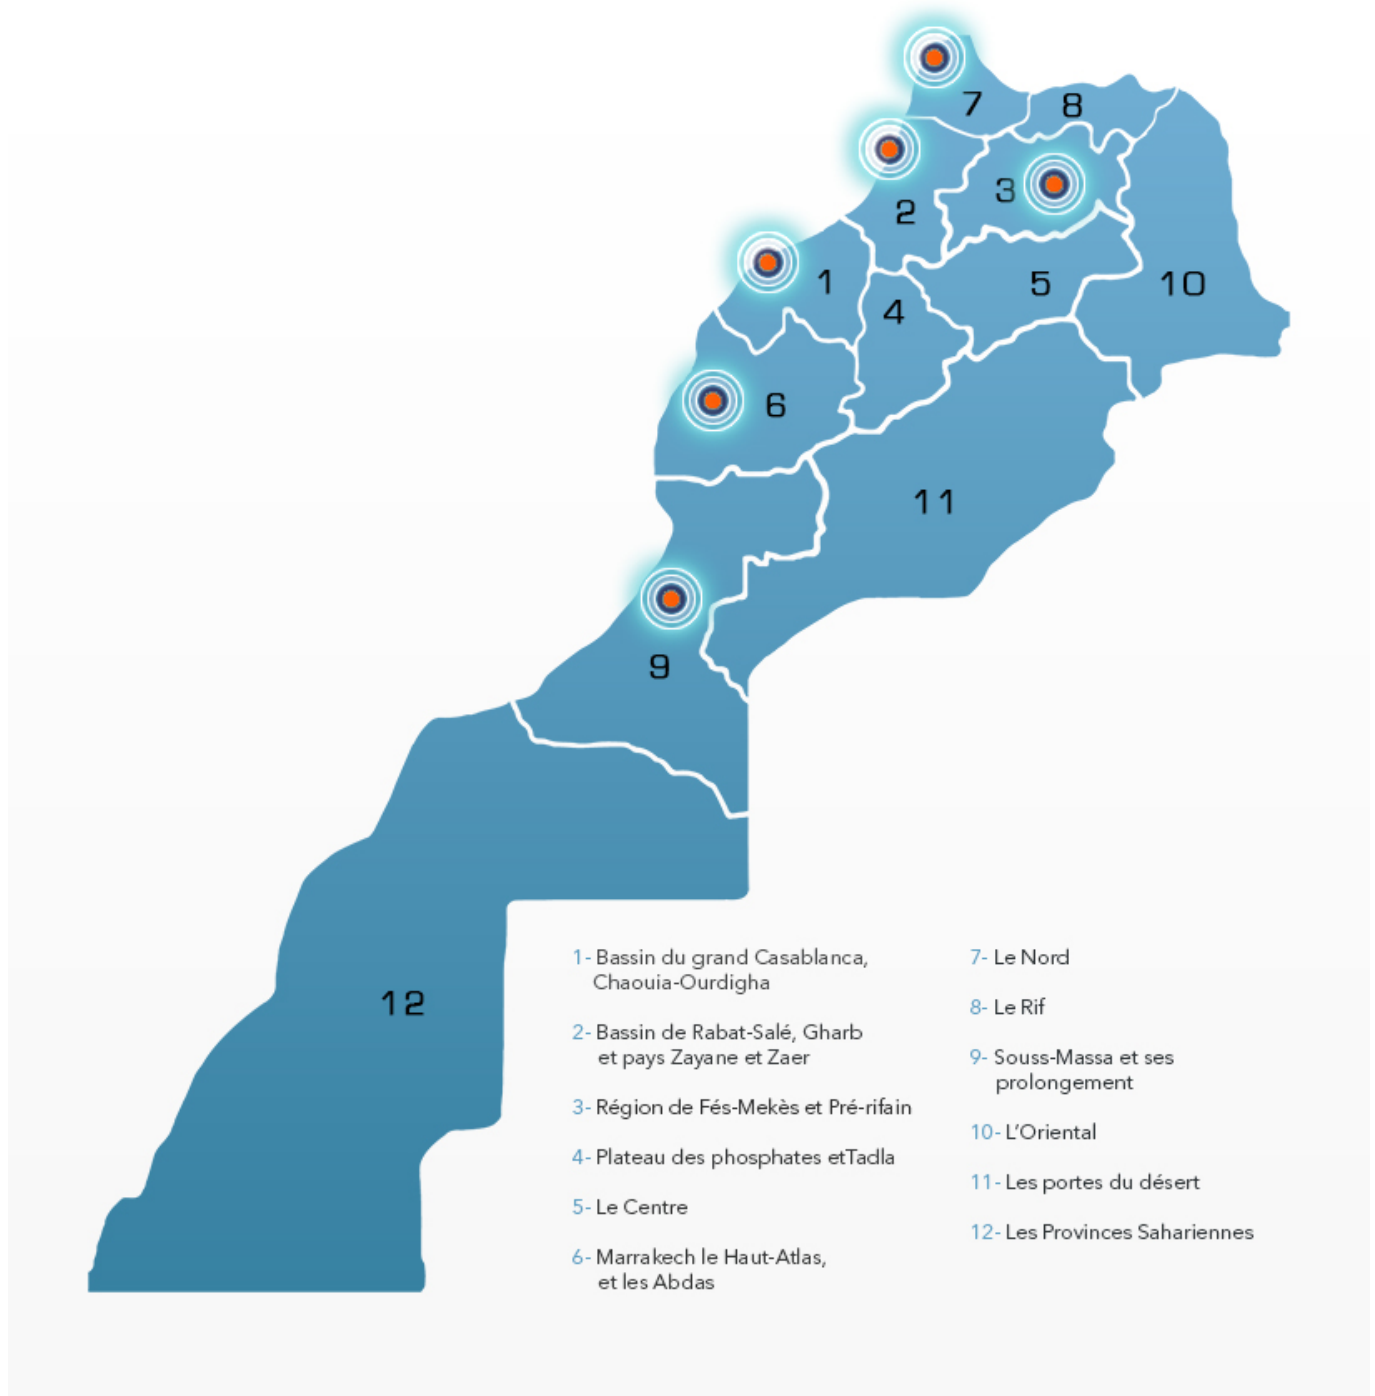 7
8
3
2
1
5
10
4
6
11
9
12
1- Bassin du grand Casablanca,
Chaouia-Ourdigha
2- Bassin de Rabat-Salé, Gharb
et pays Zayane et Zaer
3- Région de Fés-Mekès et Pré-rifain
4- Plateau des phosphates etTadla
5- Le Centre
6- Marrakech le Haut-Atlas,
et les Abdas
7- Le Nord
8- Le Rif
9- Souss-Massa et ses
prolongement
10- L’Oriental
11- Les portes du désert
12- Les Provinces Sahariennes